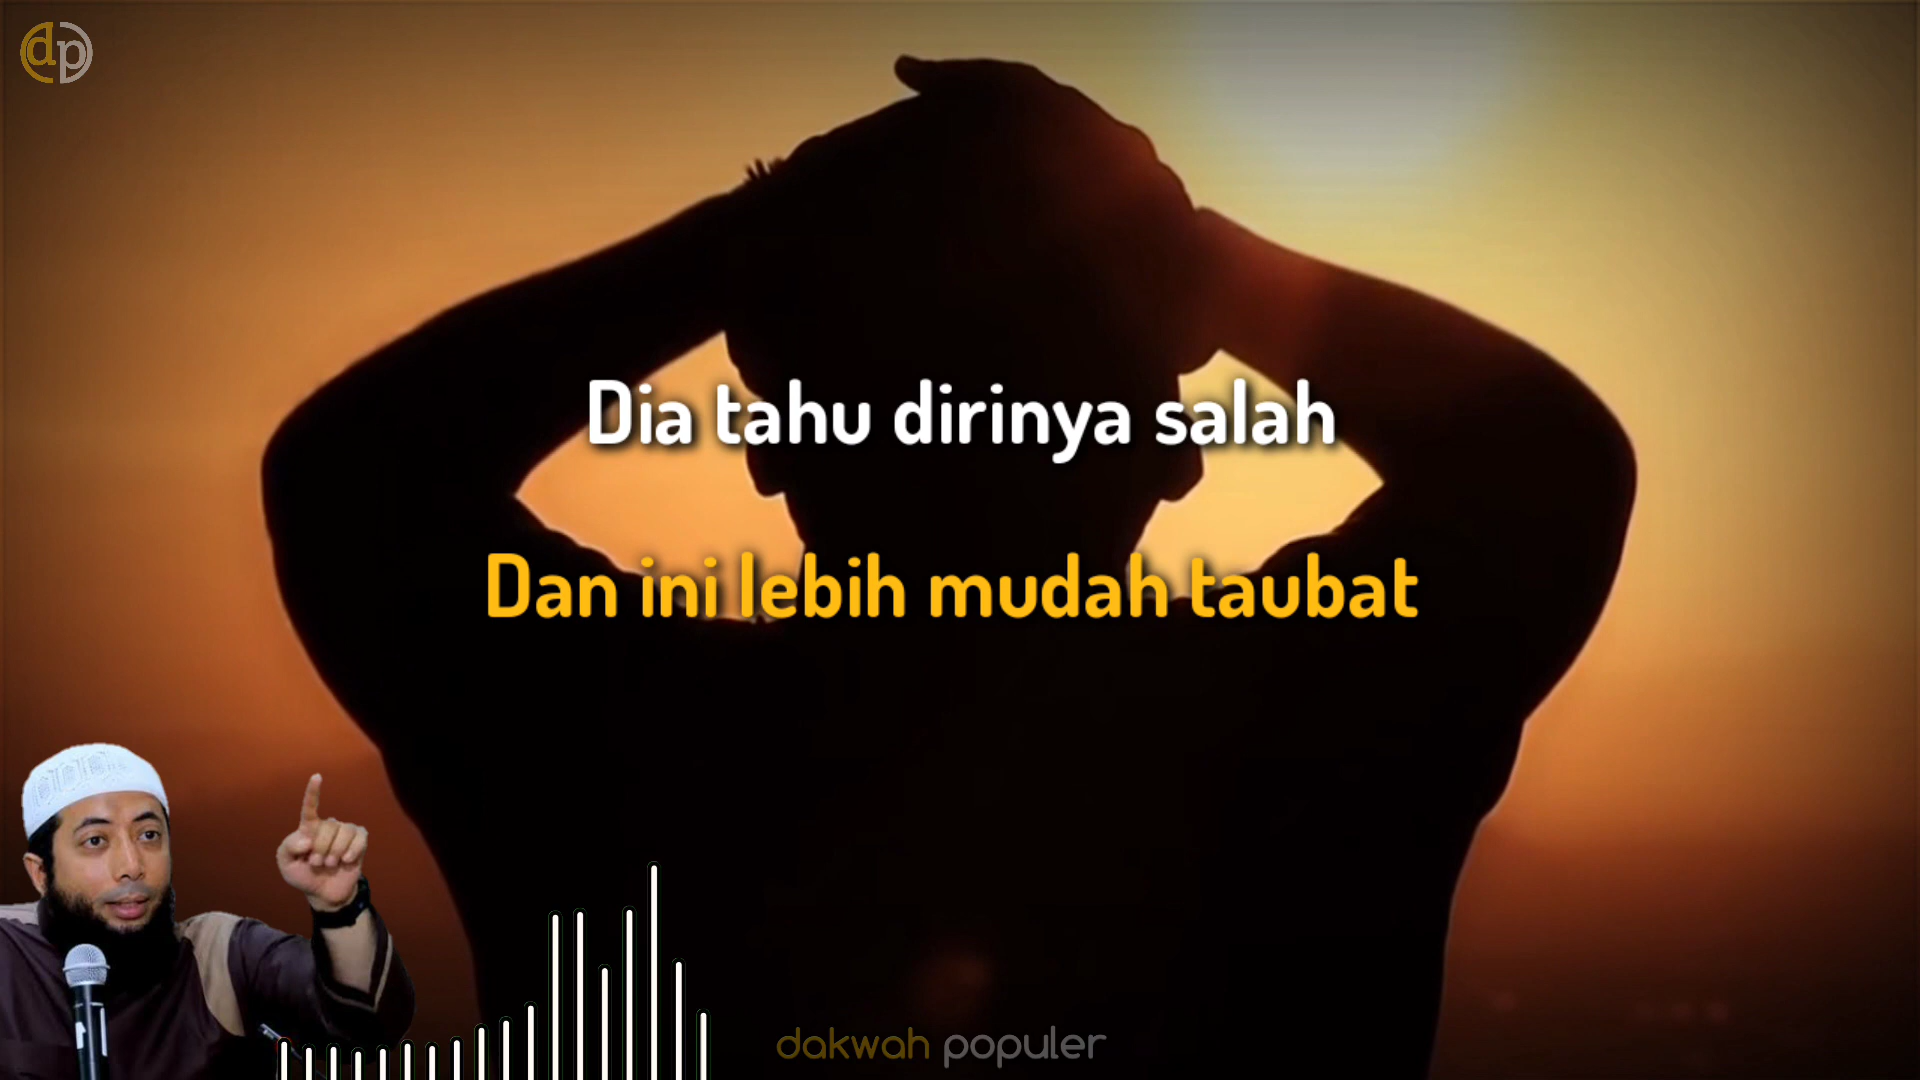 dp
Dia tahu dirinya salah
Dan ini lebih mudah taubat
dakwah populer